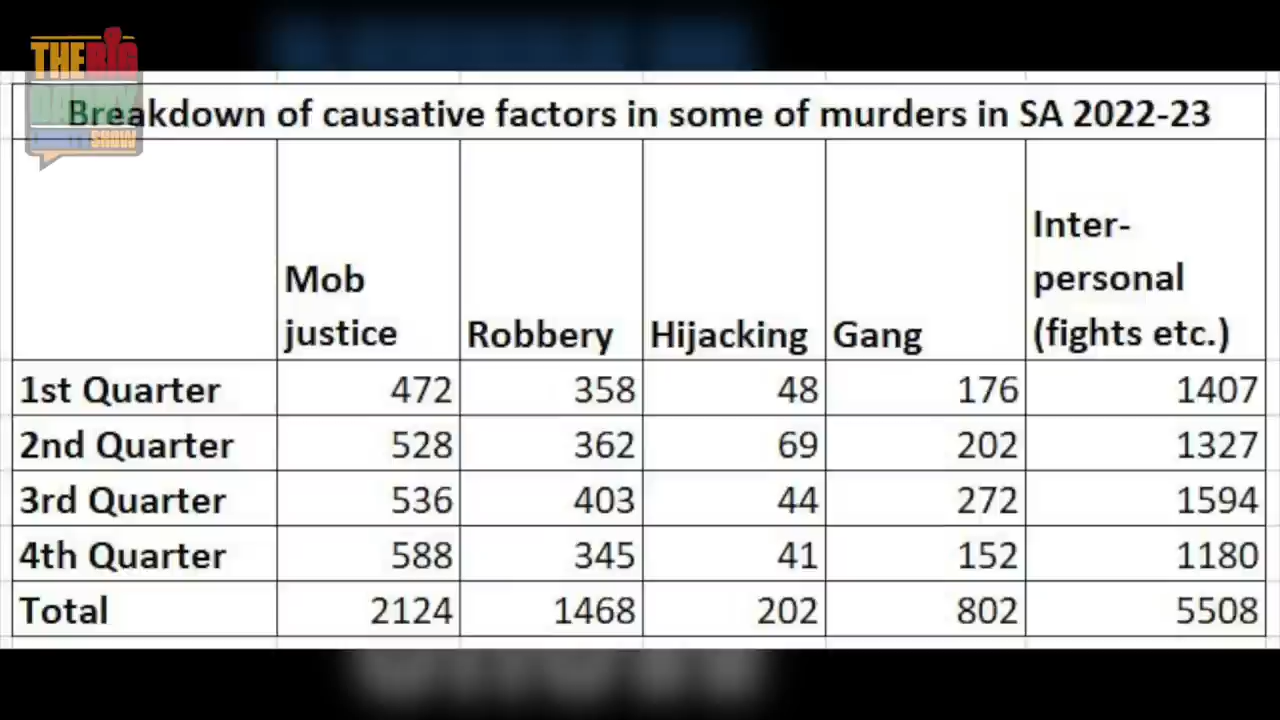 THE BIG
DEBATE
SHOW
Breakdown of causative factors in some of murders in SA 2022-23
Mob justice Robbery Hijacking Gang Inter-personal (fights etc.)
1st Quarter 472 358 48 176 1407
2nd Quarter 528 362 69 202 1327
3rd Quarter 536 403 44 272 1594
4th Quarter 588 345 41 152 1180
Total 2124 1468 202 802 5508